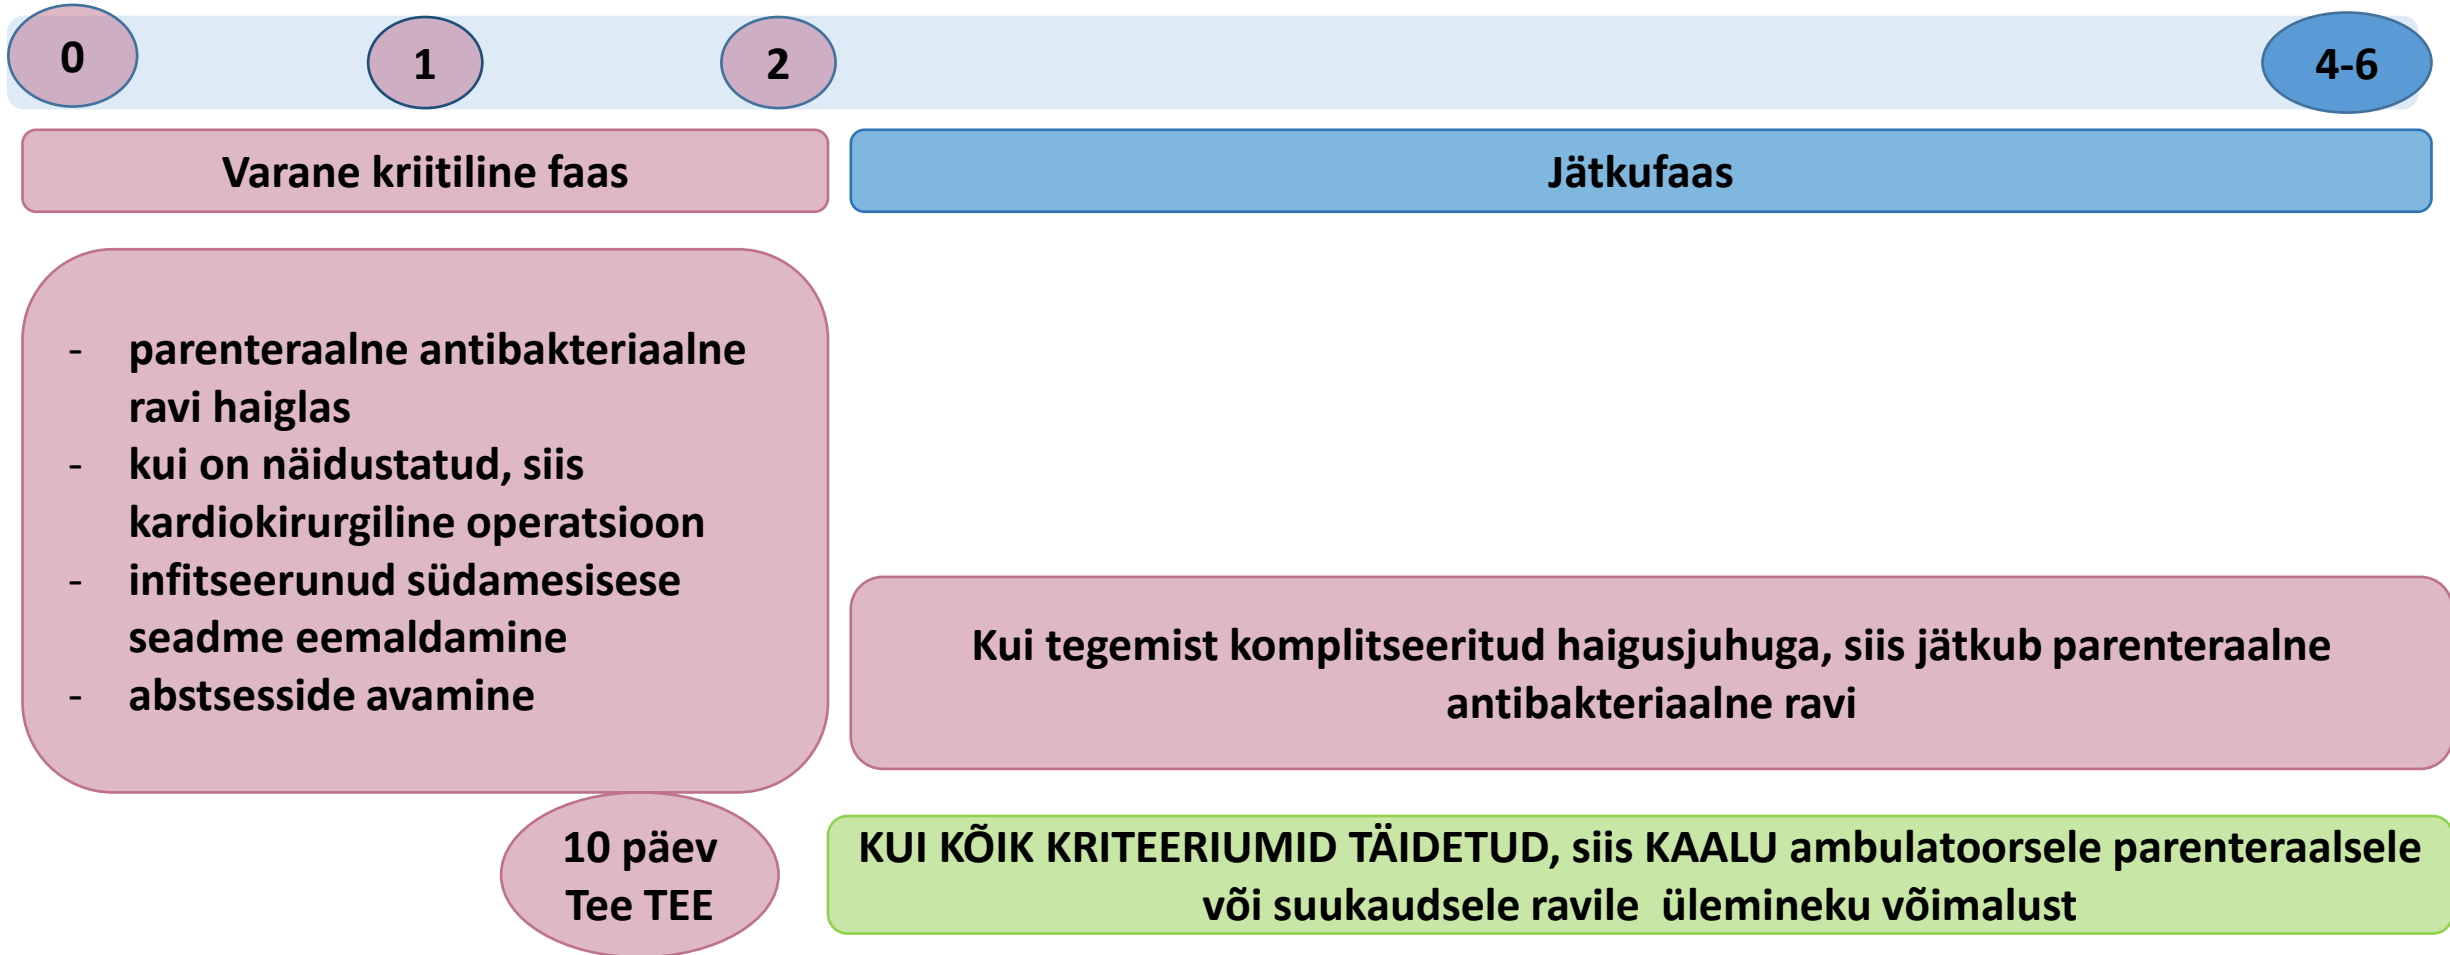 0
1
2
4-6
Varane kriitiline faas
Jätkufaas
- parenteraalne antibakteriaalne
ravi haiglas
- kui on näidustatud, siis
kardiokirurgiline operatsioon
- infitseerunud südamesisese
seadme eemaldamine
- abstsesside avamine
Kui tegemist komplitseeritud haigusjuhuga, siis jätkub parenteraalne
antibakteriaalne ravi
10 päev
Tee TEE
KUI KÕIK KRITEERIUMID TÄIDETUD, siis KAALU ambulatoorsele parenteraalsele
või suukaudsele ravile ülemineku võimalust